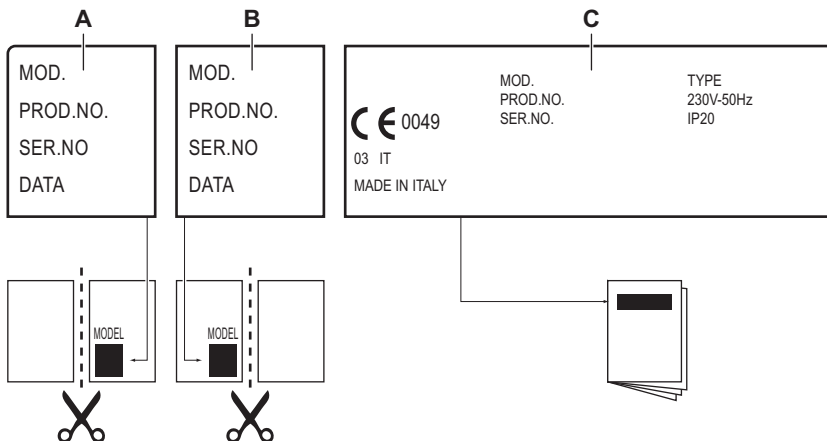 A
B
C
MOD.
PROD.NO.
SER.NO
DATA
MOD.
PROD.NO.
SER.NO
DATA
MOD.
PROD.NO.
SER.NO.
TYPE
230V-50Hz
IP20
CE 0049
03 IT
MADE IN ITALY
MODEL
MODEL